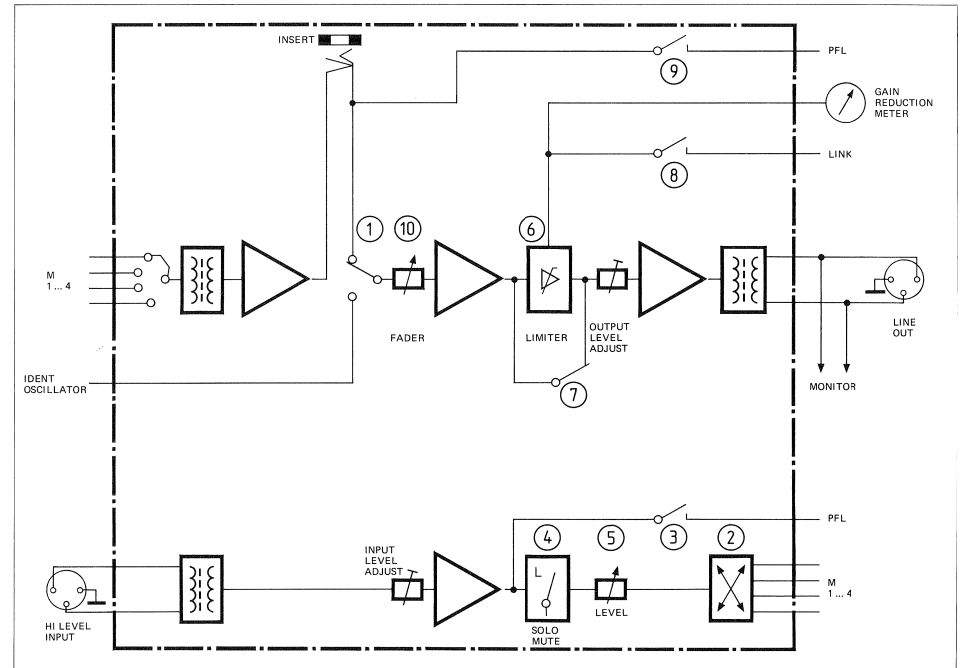 INSERT
9
PFL
GAIN
REDUCTION
METER
8
LINK
1
10
6
M
1 ... 4
FADER
LIMITER
OUTPUT
LEVEL
ADJUST
LINE
OUT
IDENT
OSCILLATOR
7
MONITOR
3
PFL
INPUT
LEVEL
ADJUST
4
5
2
L
M
1 ... 4
LEVEL
HI LEVEL
INPUT
SOLO
MUTE